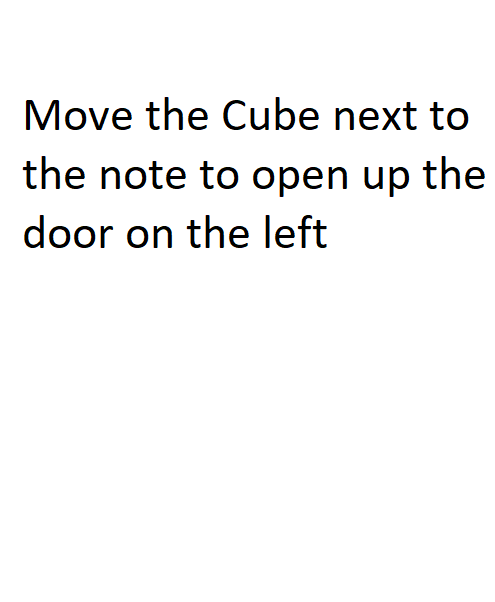 Move the Cube next to
the note to open up the
door on the left